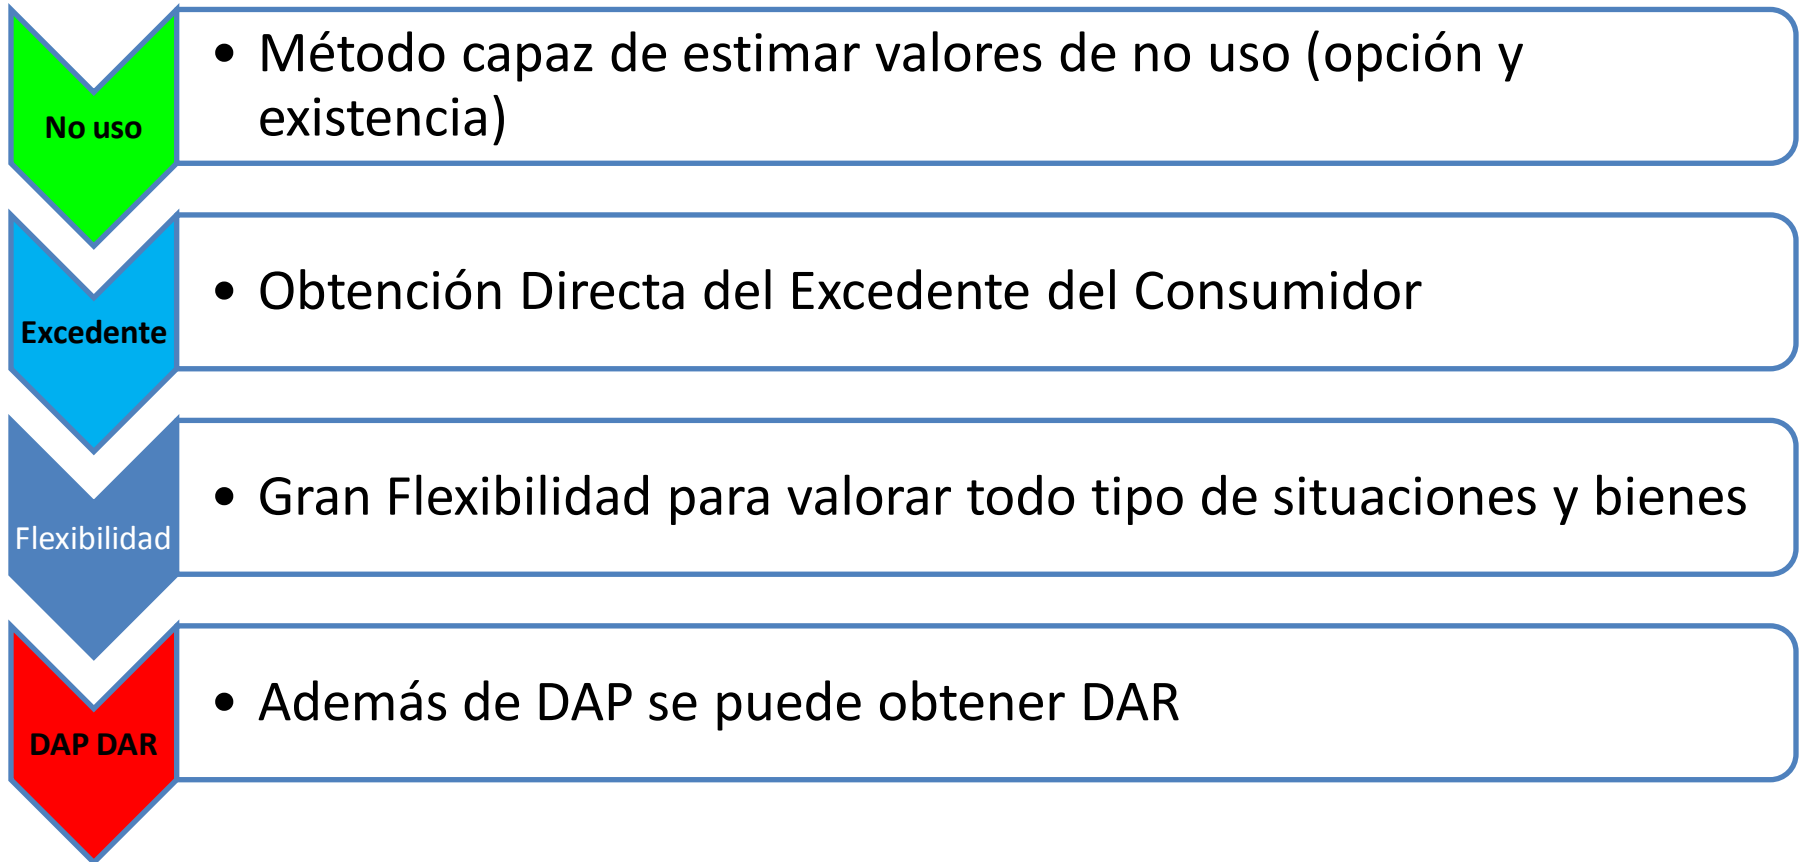 No uso
• Método capaz de estimar valores de no uso (opción y
existencia)
Excedente
• Obtención Directa del Excedente del Consumidor
Flexibilidad
• Gran Flexibilidad para valorar todo tipo de situaciones y bienes
DAP DAR
• Además de DAP se puede obtener DAR